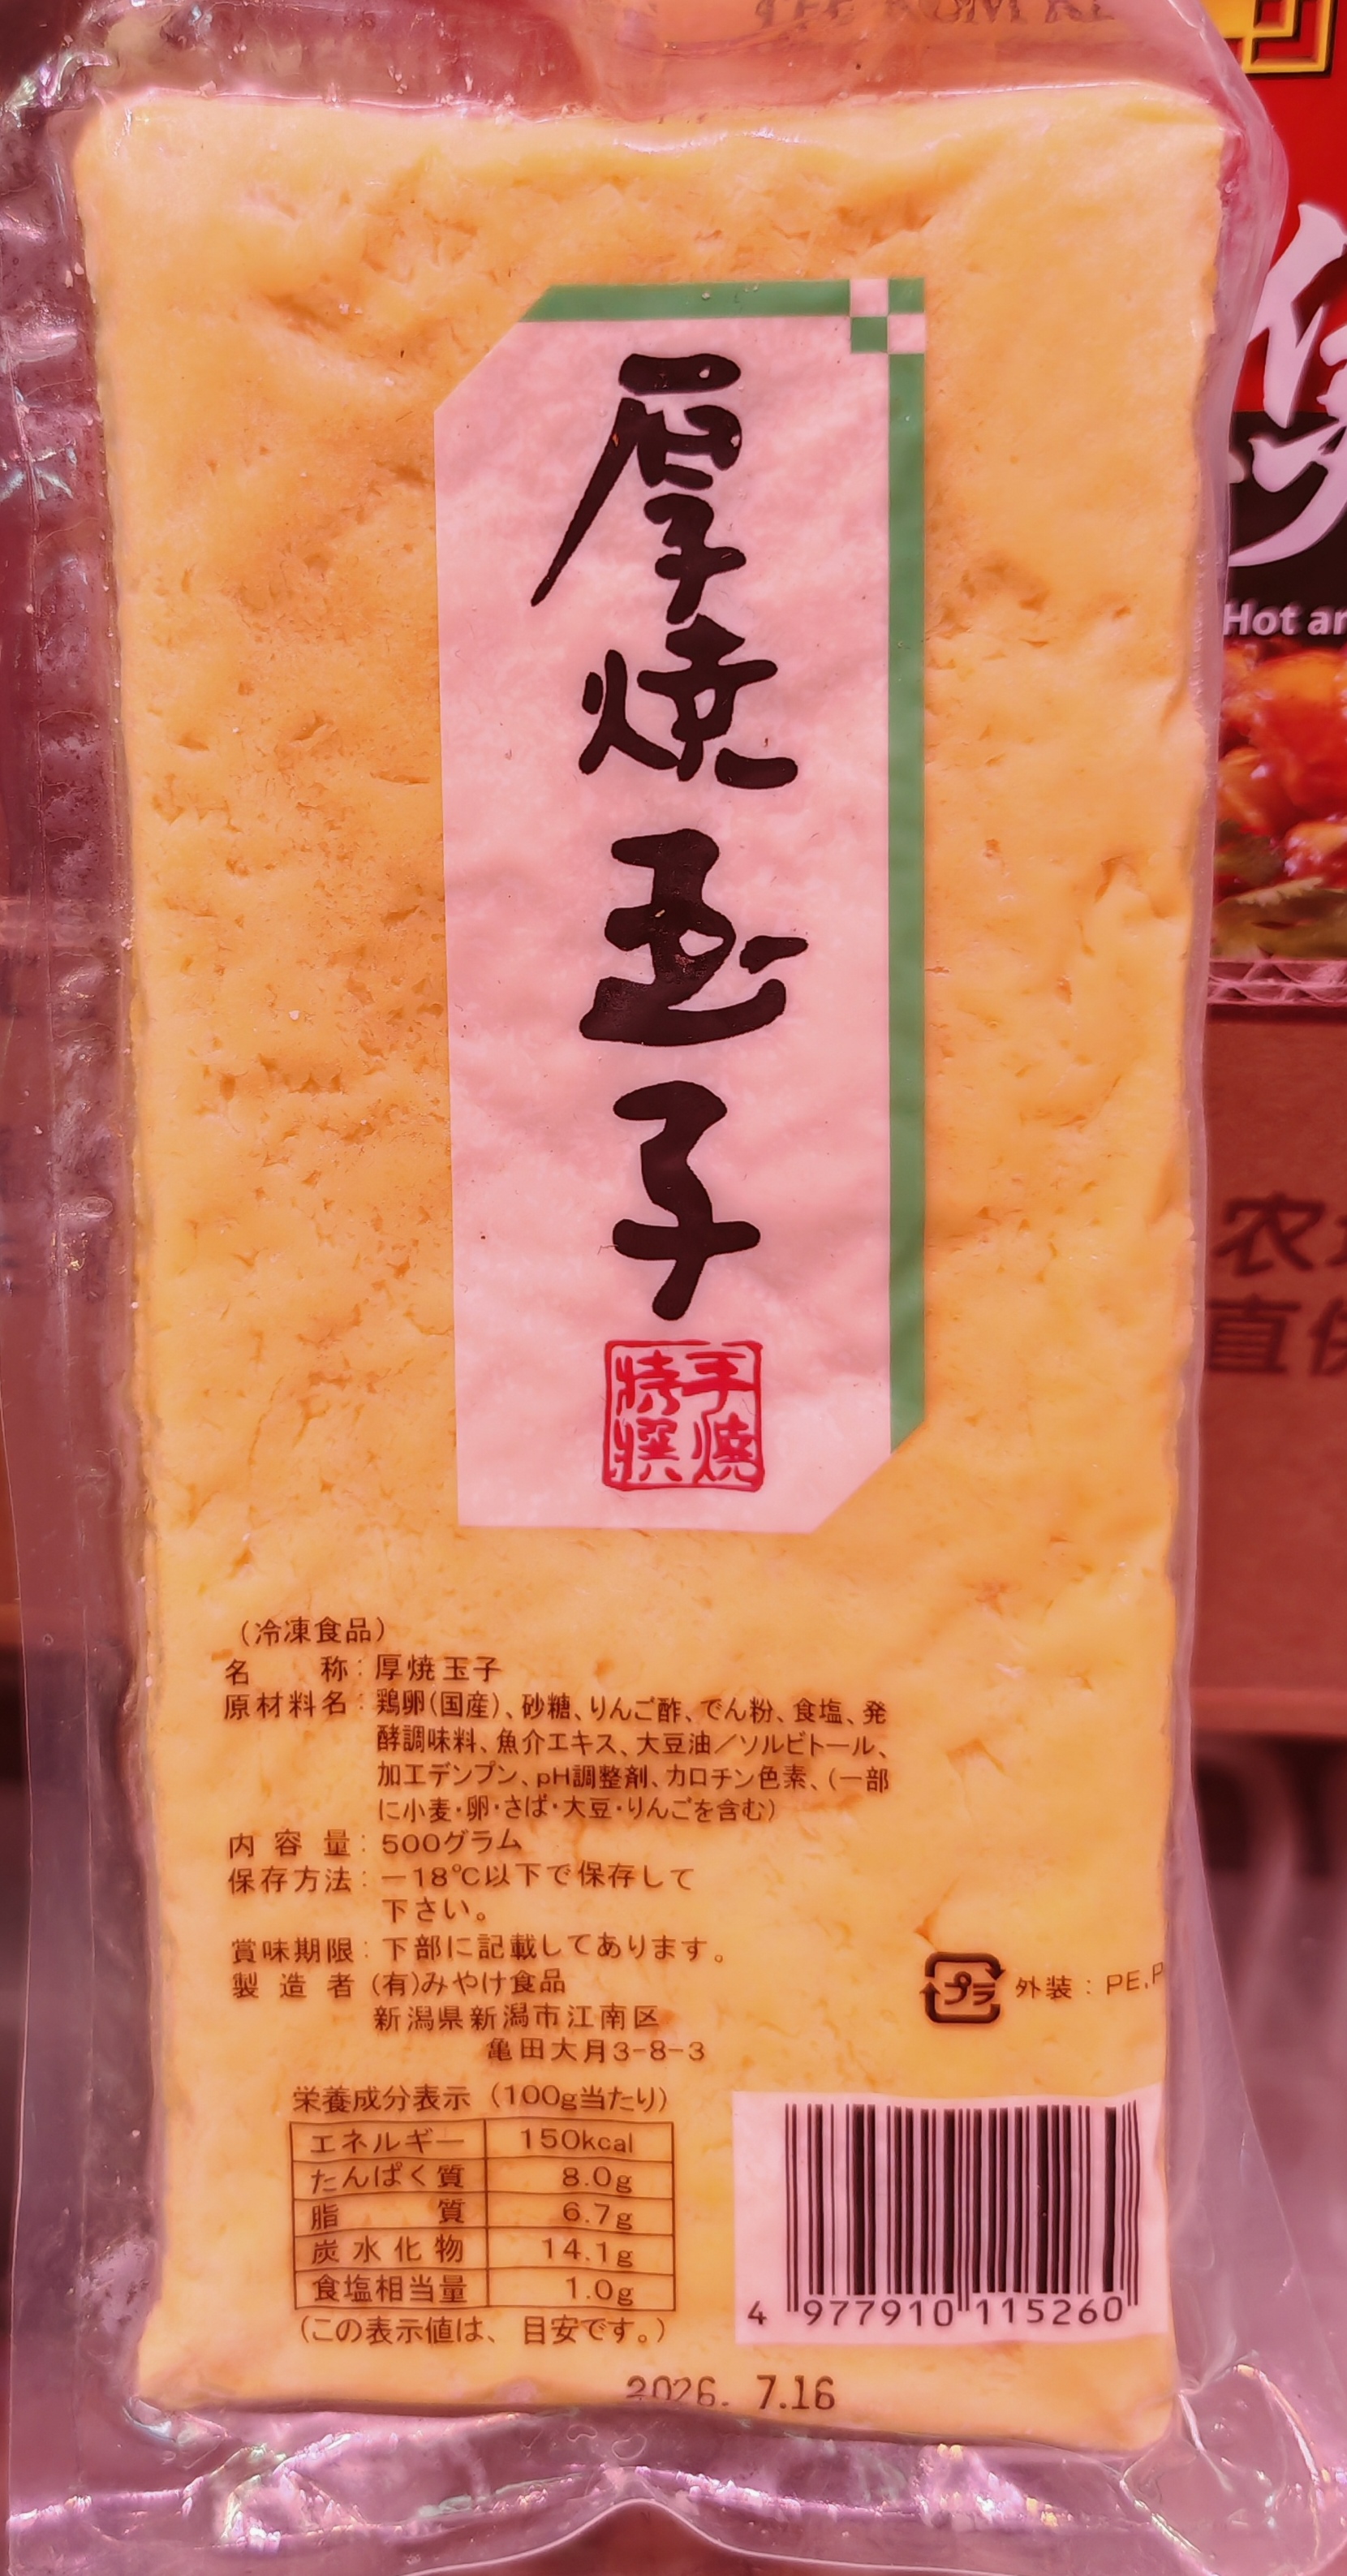 厚焼玉子
手焼
特撰
（冷凍食品）
名 称：厚焼玉子
原材料名：鶏卵（国産）、砂糖、りんご酢、でん粉、食塩、発
酵調味料、魚介エキス、大豆油／ソルビトール、
加工デンプン、pH調整剤、カロチン色素、（一部
に小麦・卵・さば・大豆・りんごを含む）
内容量：500グラム
保存方法：－18℃以下で保存して
下さい。
賞味期限：下部に記載してあります。
製造者 (有)みやけ食品
新潟県新潟市江南区
亀田大月3-8-3
プラ 外装：PE,P
栄養成分表示（100g当たり）
エネルギー 150kcal
たんぱく質 8.0g
脂質 6.7g
炭水化物 14.1g
食塩相当量 1.0g
（この表示値は、目安です。）
4 977910 115260
2026. 7.16
Hot
农
直供